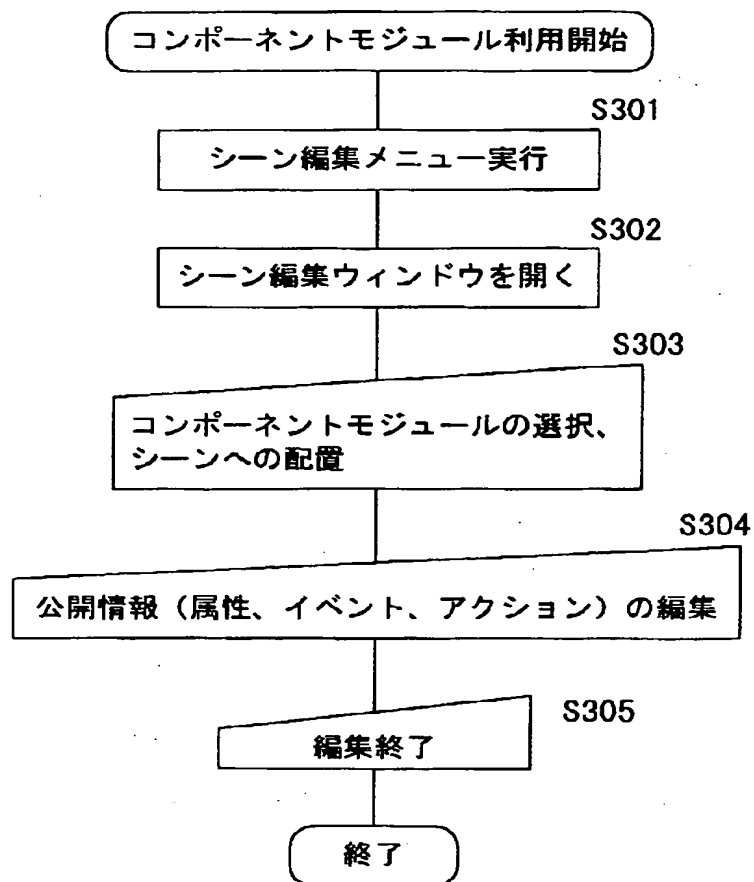 コンポーネントモジュール利用開始
S301
シーン編集メニュー実行
S302
シーン編集ウィンドウを開く
S303
コンポーネントモジュールの選択、
シーンへの配置
S304
公開情報（属性、イベント、アクション）の編集
S305
編集終了
終了